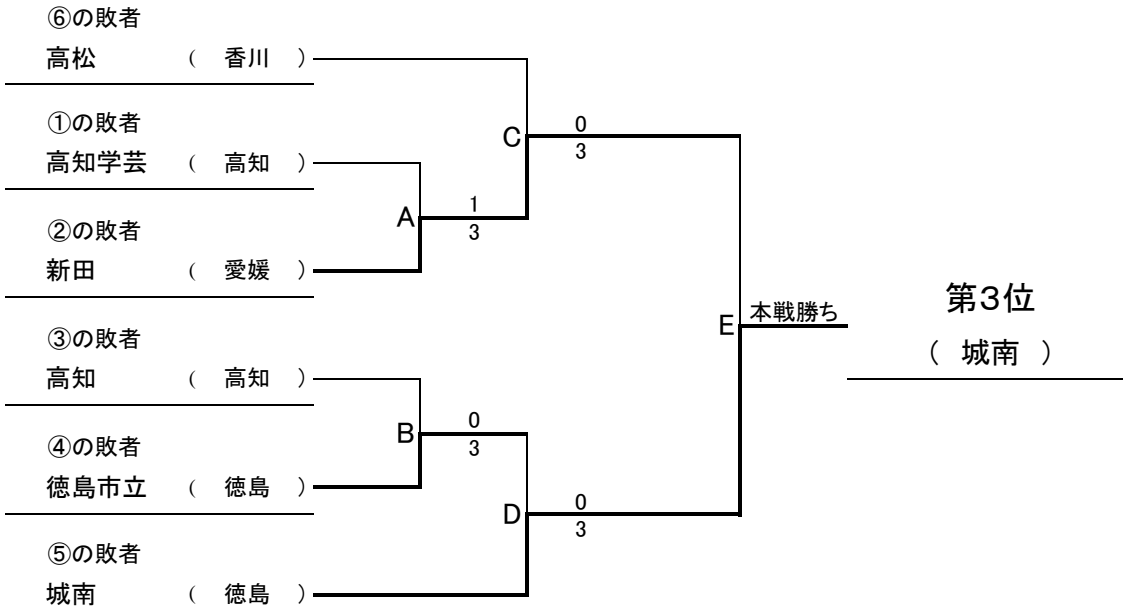 ⑥の敗者
高松 ( 香川 )
①の敗者
高知学芸 ( 高知 )
②の敗者
新田 ( 愛媛 )
③の敗者
高知 ( 高知 )
④の敗者
徳島市立 ( 徳島 )
⑤の敗者
城南 ( 徳島 )
A
1
3
B
0
3
C
0
3
D
0
3
E
本戦勝ち
第3位
( 城南 )